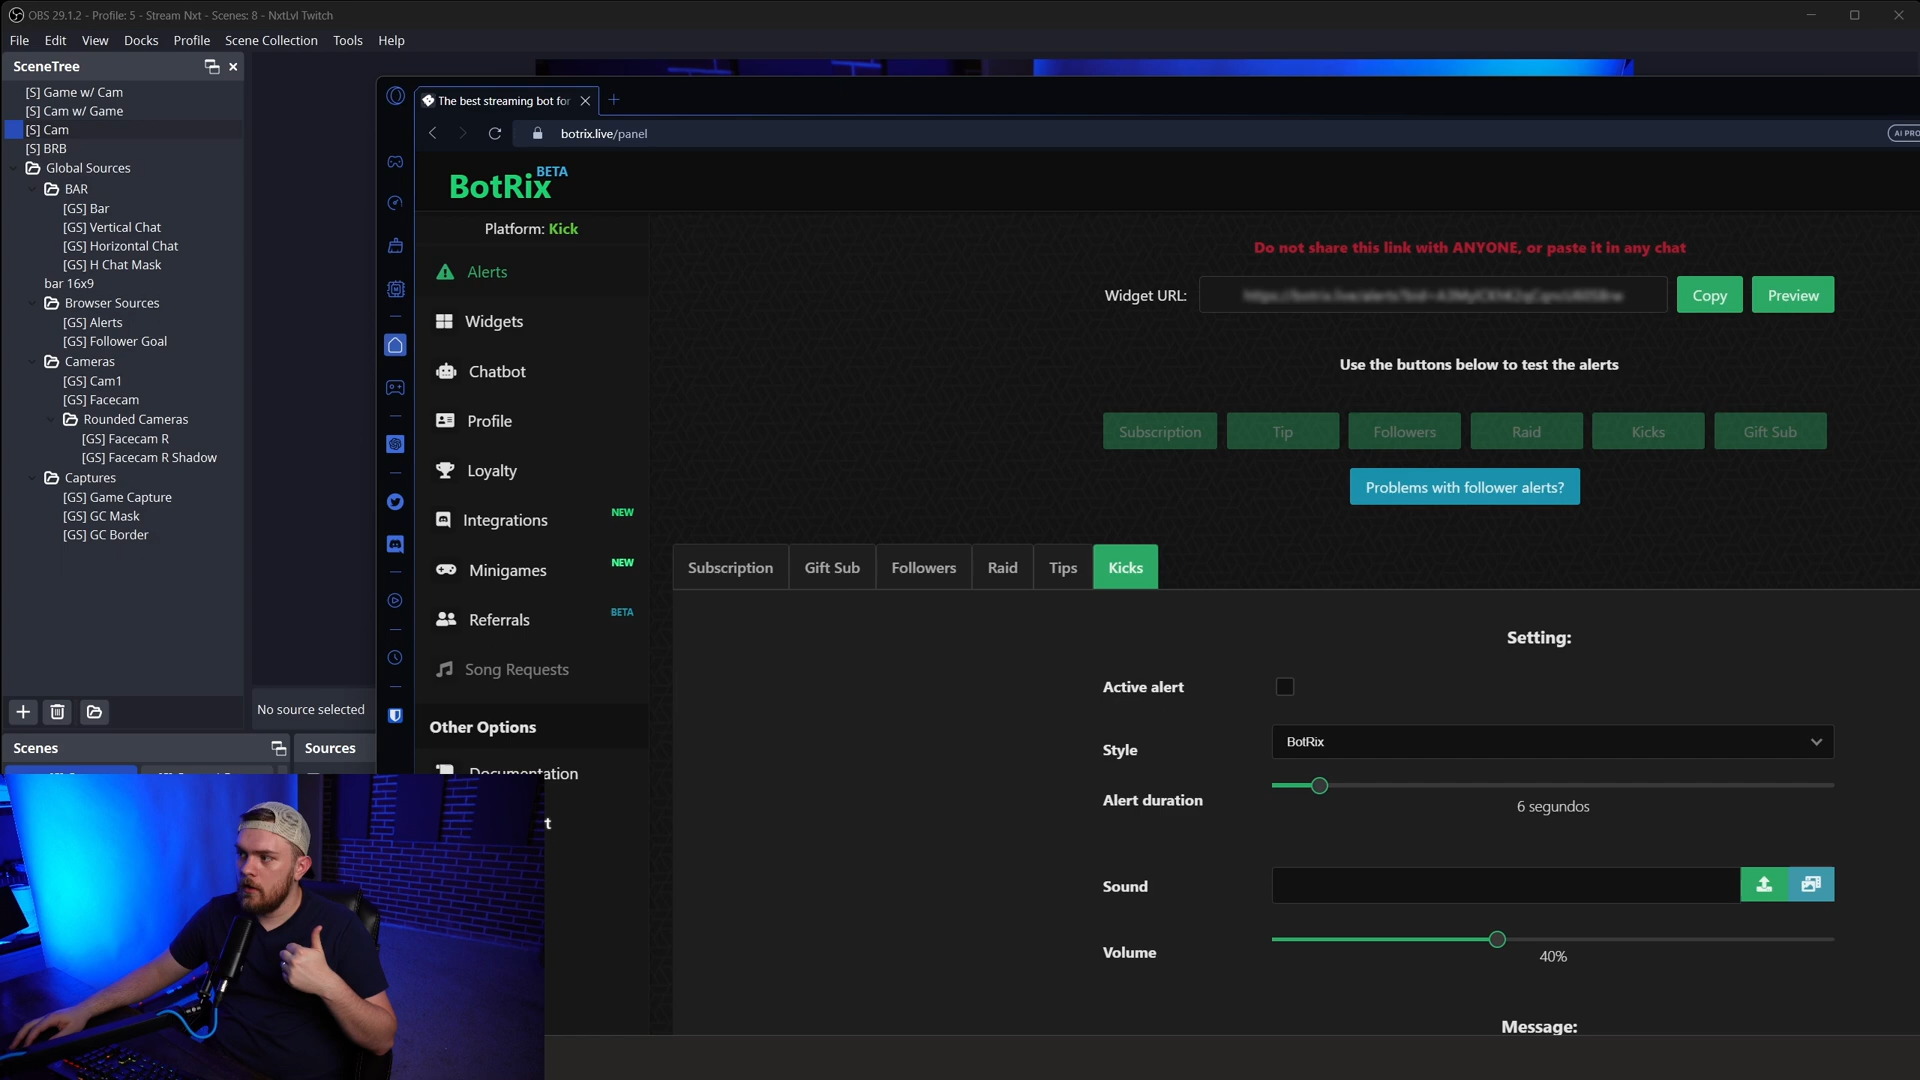 OBS 29.1.2 - Profile: 5 - Stream Nxt - Scenes: 8 - NxtLvl Twitch
File Edit View Docks Profile Scene Collection Tools Help
SceneTree
[S] Game w/ Cam
[S] Cam w/ Game
[S] Cam
[S] BRB
Global Sources
BAR
[GS] Bar
[GS] Vertical Chat
[GS] Horizontal Chat
[GS] H Chat Mask
bar 16x9
Browser Sources
[GS] Alerts
[GS] Follower Goal
Cameras
[GS] Cam1
[GS] Facecam
Rounded Cameras
[GS] Facecam R
[GS] Facecam R Shadow
Captures
[GS] Game Capture
[GS] GC Mask
[GS] GC Border
No source selected
Scenes
Sources
The best streaming bot for
botrix.live/panel
AI PRO
BotRix BETA
Platform: Kick
Alerts
Widgets
Chatbot
Profile
Loyalty
Integrations NEW
Minigames NEW
Referrals BETA
Song Requests
Other Options
Documentation
t
Do not share this link with ANYONE, or paste it in any chat
Widget URL:
Copy
Preview
Use the buttons below to test the alerts
Subscription Tip Followers Raid Kicks Gift Sub
Problems with follower alerts?
Subscription Gift Sub Followers Raid Tips Kicks
Setting:
Active alert
Style
BotRix
Alert duration
6 segundos
Sound
Volume
40%
Message: